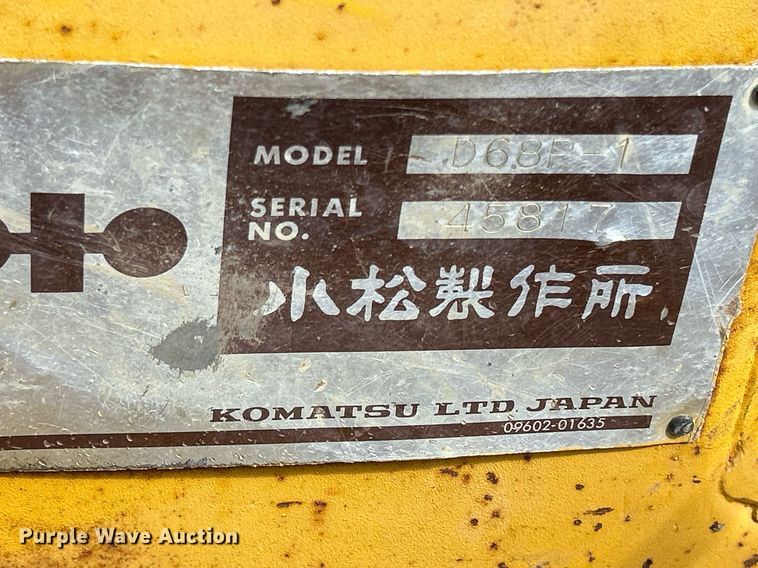 MODEL D68P-1
SERIAL NO. 45817
小松製作所
KOMATSU LTD. JAPAN
09602-01635
Purple Wave Auction